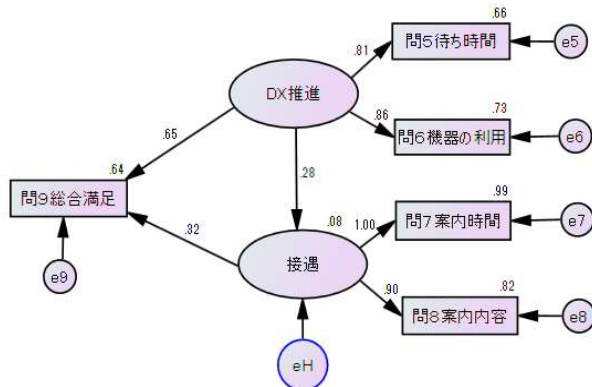 .66
.81
問5待ち時間
e5
DX推進
.86
.73
問6機器の利用
e6
.65
.64
問9総合満足
.28
.99
.08
1.00
問7案内時間
e7
.32
接遇
e9
.90
.82
問8案内内容
e8
eH